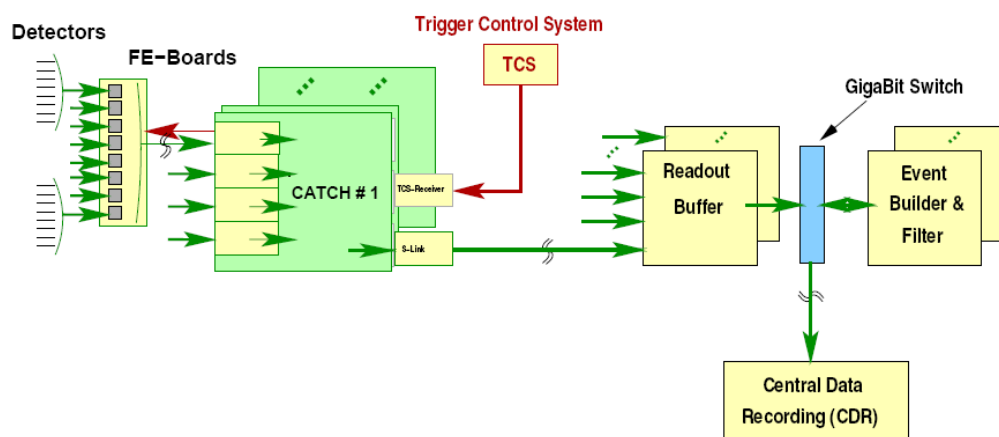 Trigger Control System
Detectors
FE-Boards
TCS
GigaBit Switch
CATCH # 1
TCS-Receiver
S-Link
Readout
Buffer
Event
Builder &
Filter
Central Data
Recording (CDR)